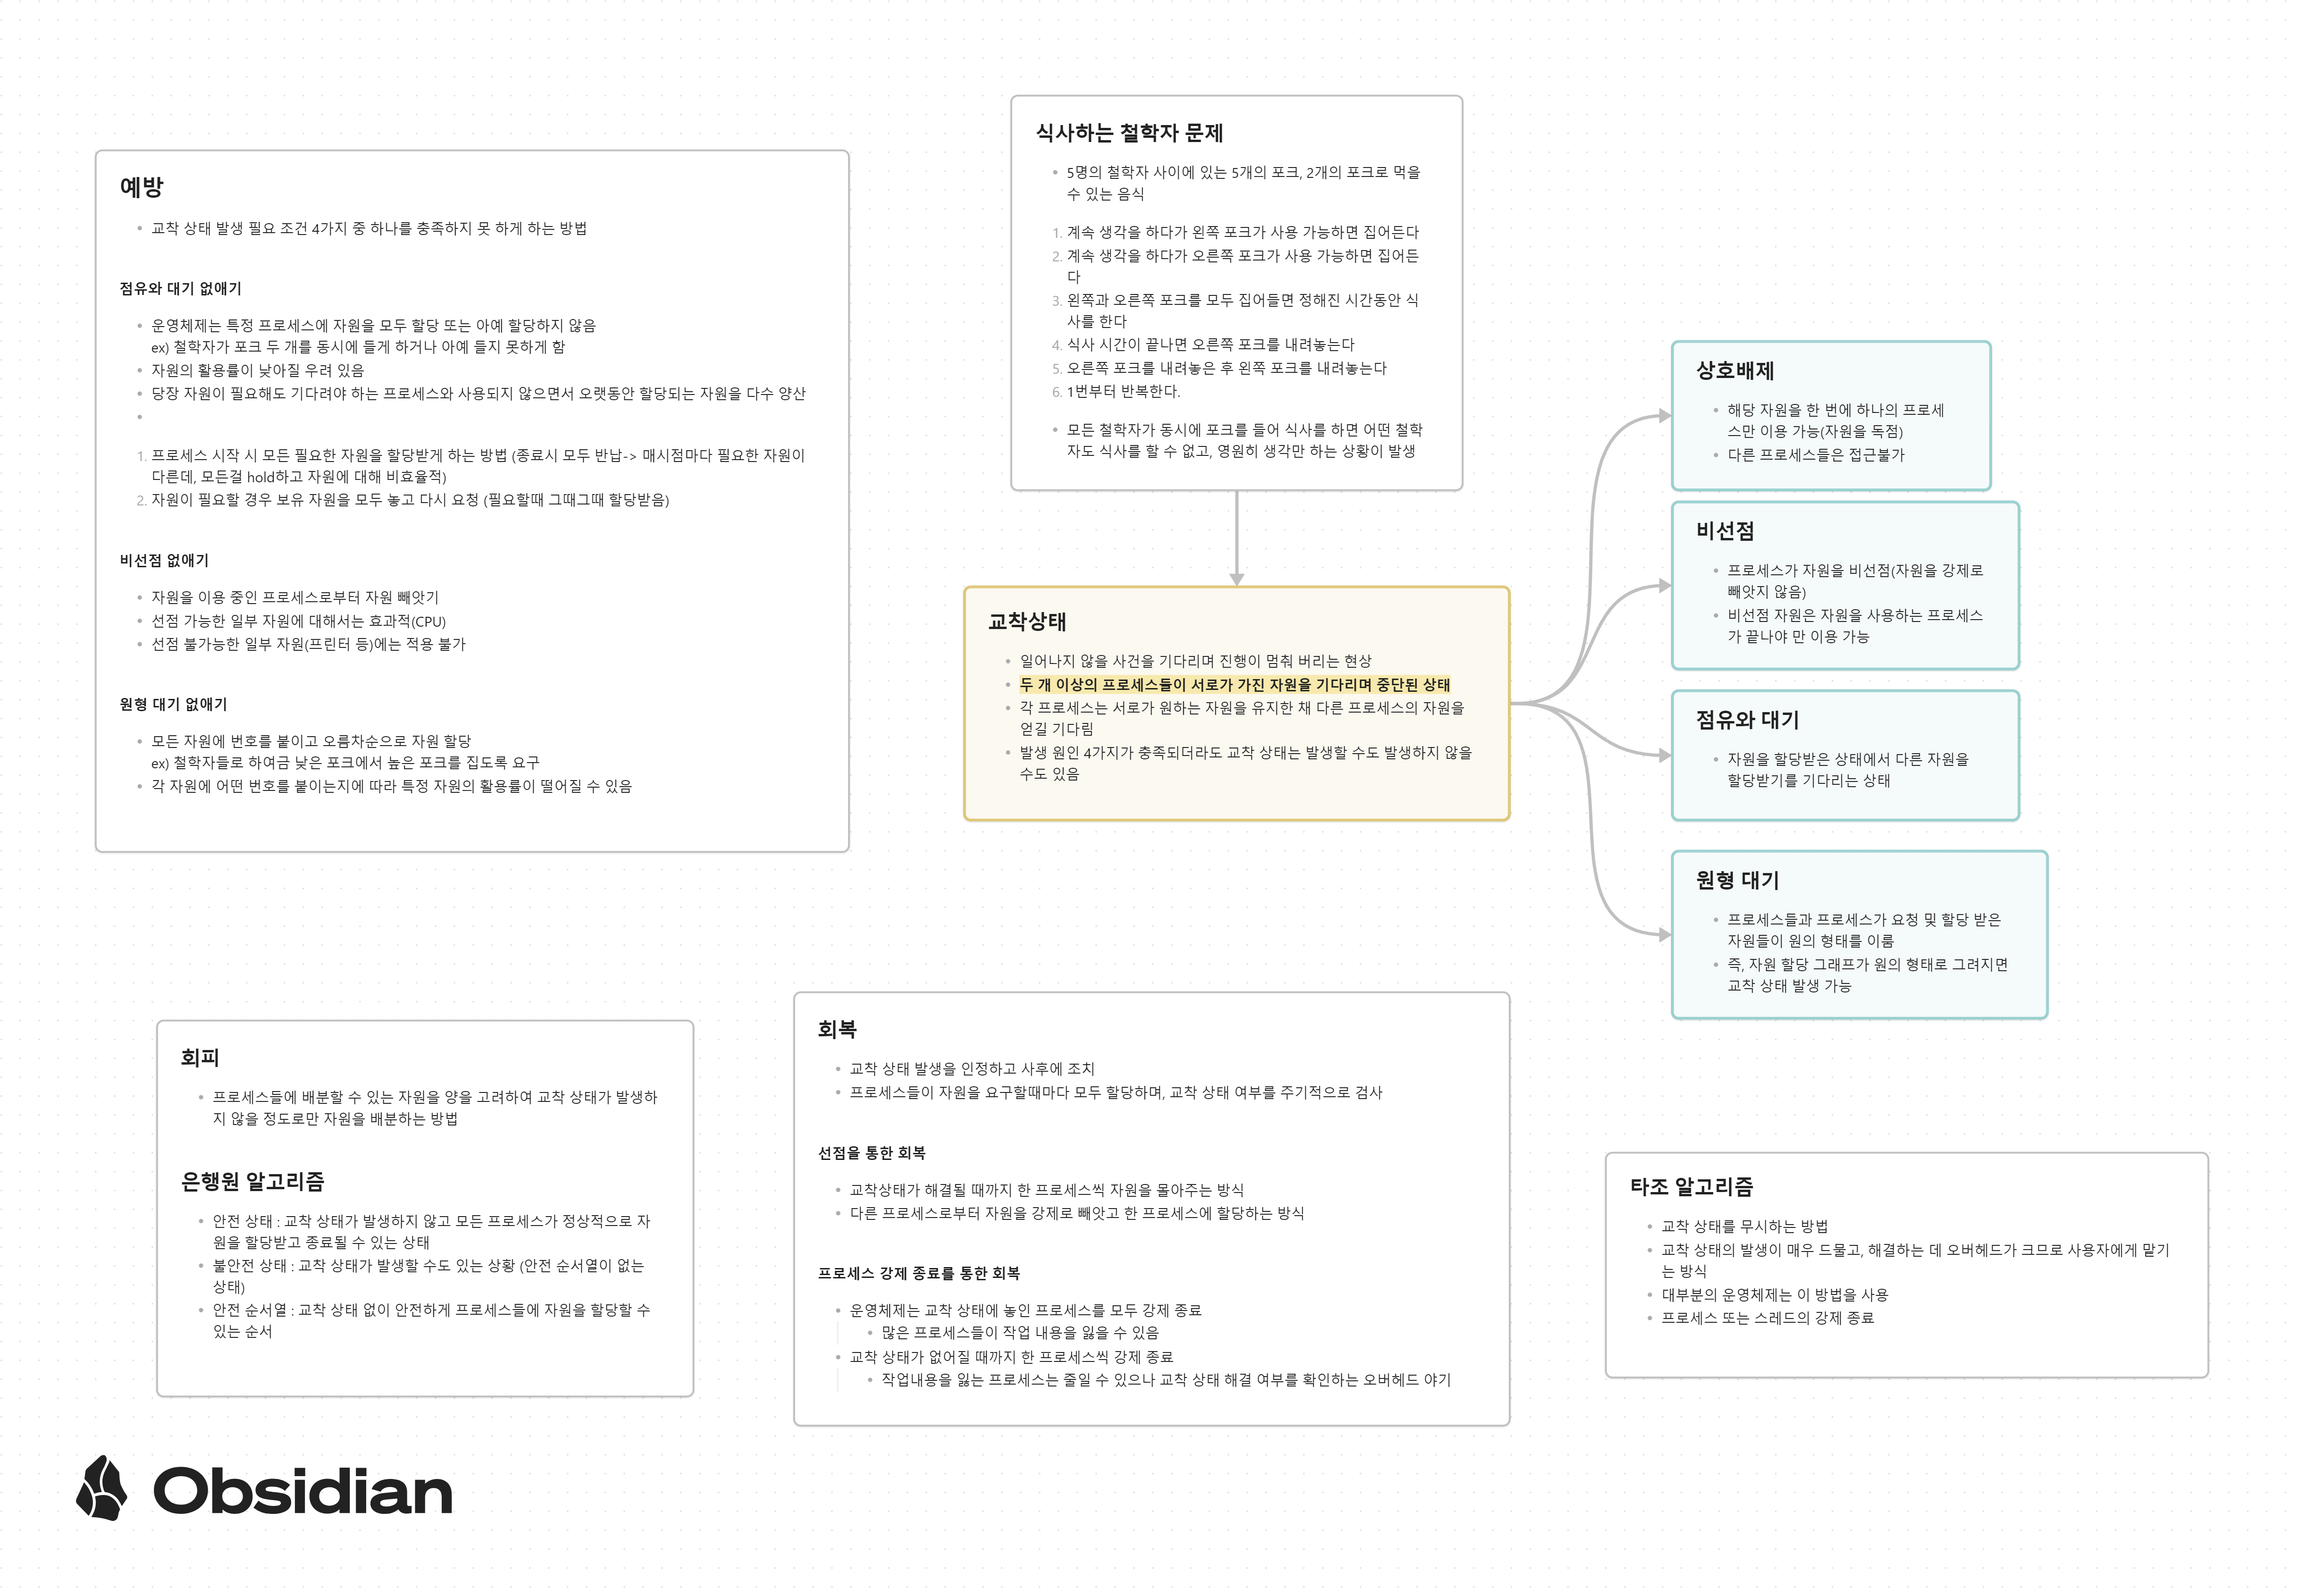 예방
교착 상태 발생 필요 조건 4가지 중 하나를 충족하지 못 하게 하는 방법
점유와 대기 없애기
운영체제는 특정 프로세스에 자원을 모두 할당 또는 아예 할당하지 않음
ex) 철학자가 포크 두 개를 동시에 들게 하거나 아예 들지 못하게 함
자원의 활용률이 낮아질 우려 있음
당장 자원이 필요해도 기다려야 하는 프로세스와 사용되지 않으면서 오랫동안 할당되는 자원을 다수 양산
1. 프로세스 시작 시 모든 필요한 자원을 할당받게 하는 방법 (종료시 모두 반납-> 매시점마다 필요한 자원이
다른데, 모든걸 hold하고 자원에 대해 비효율적)
2. 자원이 필요할 경우 보유 자원을 모두 놓고 다시 요청 (필요할때 그때그때 할당받음)
비선점 없애기
자원을 이용 중인 프로세스로부터 자원 빼앗기
선점 가능한 일부 자원에 대해서는 효과적(CPU)
선점 불가능한 일부 자원(프린터 등)에는 적용 불가
원형 대기 없애기
모든 자원에 번호를 붙이고 오름차순으로 자원 할당
ex) 철학자들로 하여금 낮은 포크에서 높은 포크를 집도록 요구
각 자원에 어떤 번호를 붙이는지에 따라 특정 자원의 활용률이 떨어질 수 있음
식사하는 철학자 문제
5명의 철학자 사이에 있는 5개의 포크, 2개의 포크로 먹을
수 있는 음식
1. 계속 생각을 하다가 왼쪽 포크가 사용 가능하면 집어든다
2. 계속 생각을 하다가 오른쪽 포크가 사용 가능하면 집어든
다
3. 왼쪽과 오른쪽 포크를 모두 집어들면 정해진 시간동안 식
사를 한다
4. 식사 시간이 끝나면 오른쪽 포크를 내려놓는다
5. 오른쪽 포크를 내려놓은 후 왼쪽 포크를 내려놓는다
6. 1번부터 반복한다.
모든 철학자가 동시에 포크를 들어 식사를 하면 어떤 철학
자도 식사를 할 수 없고, 영원히 생각만 하는 상황이 발생
교착상태
일어나지 않을 사건을 기다리며 진행이 멈춰 버리는 현상
두 개 이상의 프로세스들이 서로가 가진 자원을 기다리며 중단된 상태
각 프로세스는 서로가 원하는 자원을 유지한 채 다른 프로세스의 자원을
얻길 기다림
발생 원인 4가지가 충족되더라도 교착 상태는 발생할 수도 발생하지 않을
수도 있음
상호배제
해당 자원을 한 번에 하나의 프로세
스만 이용 가능(자원을 독점)
다른 프로세스들은 접근불가
비선점
프로세스가 자원을 비선점(자원을 강제로
빼앗지 않음)
비선점 자원은 자원을 사용하는 프로세스
가 끝나야 만 이용 가능
점유와 대기
자원을 할당받은 상태에서 다른 자원을
할당받기를 기다리는 상태
원형 대기
프로세스들과 프로세스가 요청 및 할당 받은
자원들이 원의 형태를 이룸
즉, 자원 할당 그래프가 원의 형태로 그려지면
교착 상태 발생 가능
회피
프로세스들에 배분할 수 있는 자원을 양을 고려하여 교착 상태가 발생하
지 않을 정도로만 자원을 배분하는 방법
은행원 알고리즘
안전 상태 : 교착 상태가 발생하지 않고 모든 프로세스가 정상적으로 자
원을 할당받고 종료될 수 있는 상태
불안전 상태 : 교착 상태가 발생할 수도 있는 상황 (안전 순서열이 없는
상태)
안전 순서열 : 교착 상태 없이 안전하게 프로세스들에 자원을 할당할 수
있는 순서
회복
교착 상태 발생을 인정하고 사후에 조치
프로세스들이 자원을 요구할때마다 모두 할당하며, 교착 상태 여부를 주기적으로 검사
선점을 통한 회복
교착상태가 해결될 때까지 한 프로세스씩 자원을 몰아주는 방식
다른 프로세스로부터 자원을 강제로 빼앗고 한 프로세스에 할당하는 방식
프로세스 강제 종료를 통한 회복
운영체제는 교착 상태에 놓인 프로세스를 모두 강제 종료
많은 프로세스들이 작업 내용을 잃을 수 있음
교착 상태가 없어질 때까지 한 프로세스씩 강제 종료
작업내용을 잃는 프로세스는 줄일 수 있으나 교착 상태 해결 여부를 확인하는 오버헤드 야기
타조 알고리즘
교착 상태를 무시하는 방법
교착 상태의 발생이 매우 드물고, 해결하는 데 오버헤드가 크므로 사용자에게 맡기
는 방식
대부분의 운영체제는 이 방법을 사용
프로세스 또는 스레드의 강제 종료
Obsidian